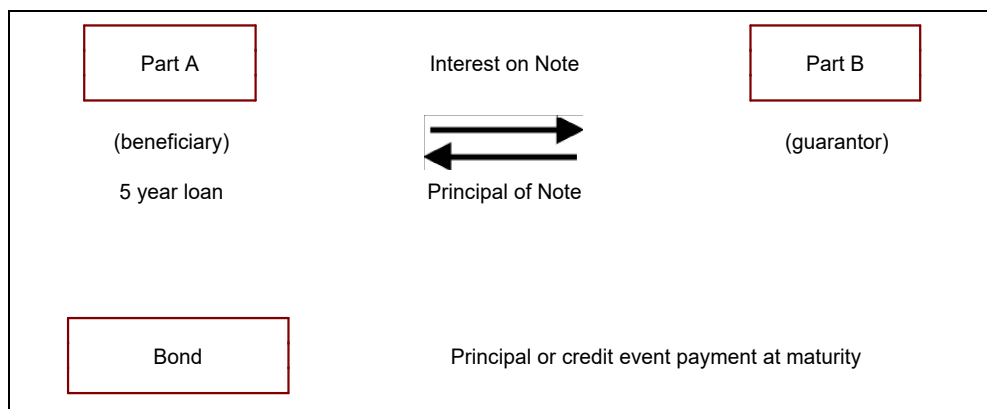 Part A Interest on Note Part B
(beneficiary) (guarantor)
5 year loan Principal of Note
Bond Principal or credit event payment at maturity